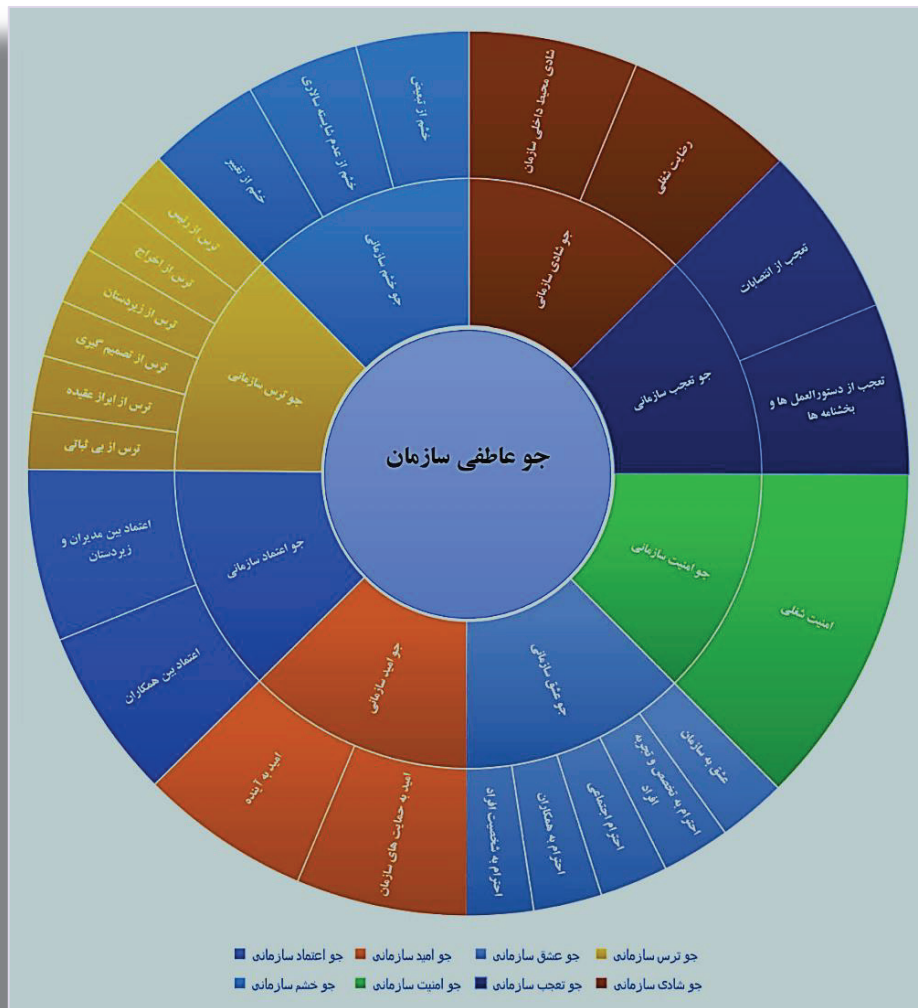 جو عاطفی سازمان
جو شادی سازمانی
شادی محیط داخلی سازمان
رضایت شغلی
جو تعجب سازمانی
تعجب از انتصابات
تعجب از دستورالعمل ها و
بخشنامه ها
جو امنیت سازمانی
امنیت شغلی
جو عشق سازمانی
عشق به سازمان
احترام به تخصص و تجربه
افراد
احترام اجتماعی
احترام به همکاران
احترام به شخصیت افراد
جو امید سازمانی
امید به حمایت های سازمان
امید به آینده
جو اعتماد سازمانی
اعتماد بین همکاران
اعتماد بین مدیران و
زیردستان
جو ترس سازمانی
ترس از بی ثباتی
ترس از ابراز عقیده
ترس از تصمیم گیری
ترس از زیردستان
ترس از اخراج
ترس از رئیس
جو خشم سازمانی
خشم از تغییر
خشم از عدم شایسته سالاری
خشم از تبعیض
جو ترس سازمانی جو عشق سازمانی جو امید سازمانی جو اعتماد سازمانی
جو شادی سازمانی جو تعجب سازمانی جو امنیت سازمانی جو خشم سازمانی